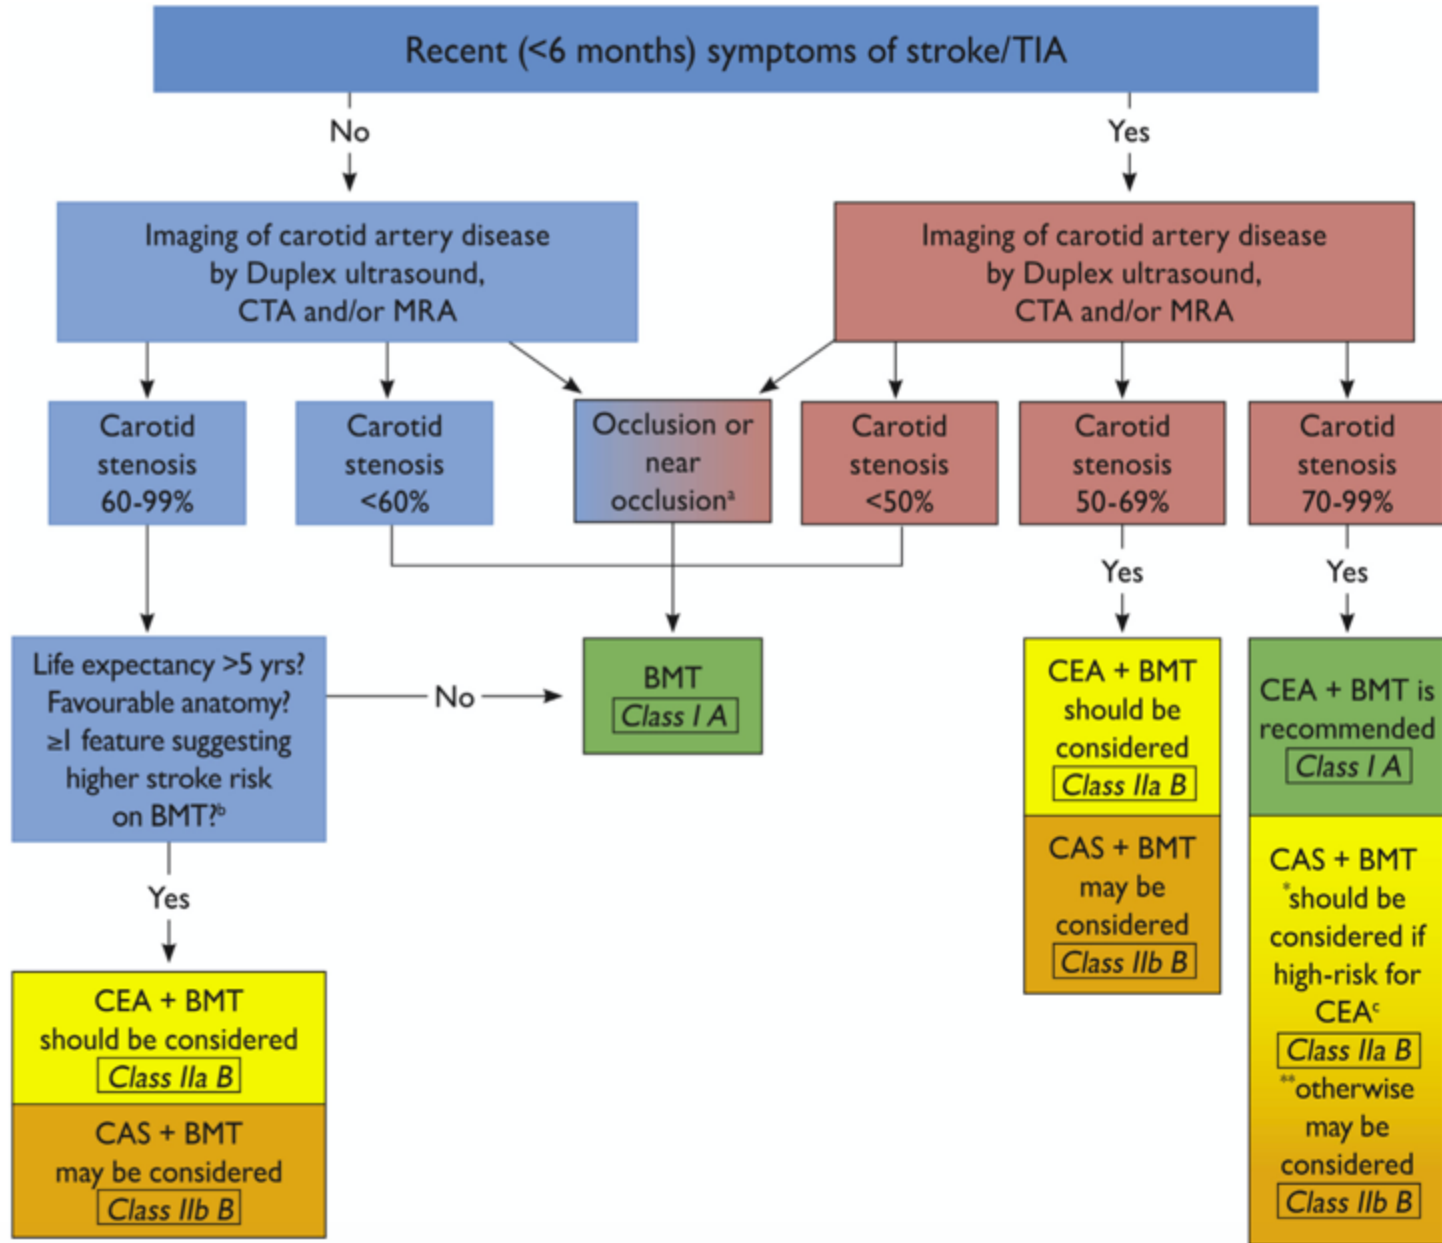 Recent (<6 months) symptoms of stroke/TIA
No
Yes
Imaging of carotid artery disease
by Duplex ultrasound,
CTA and/or MRA
Imaging of carotid artery disease
by Duplex ultrasound,
CTA and/or MRA
Carotid
stenosis
60-99%
Carotid
stenosis
<60%
Occlusion or
near
occlusionᵃ
Carotid
stenosis
<50%
Carotid
stenosis
50-69%
Carotid
stenosis
70-99%
Yes
Yes
Life expectancy >5 yrs?
Favourable anatomy?
≥1 feature suggesting
higher stroke risk
on BMT?ᵇ
No
BMT
Class I A
CEA + BMT
should be
considered
Class IIa B
CAS + BMT
may be
considered
Class IIb B
CEA + BMT is
recommended
Class I A
CAS + BMT
*should be
considered if
high-risk for
CEAᶜ
Class IIa B
**otherwise
may be
considered
Class IIb B
Yes
CEA + BMT
should be considered
Class IIa B
CAS + BMT
may be considered
Class IIb B